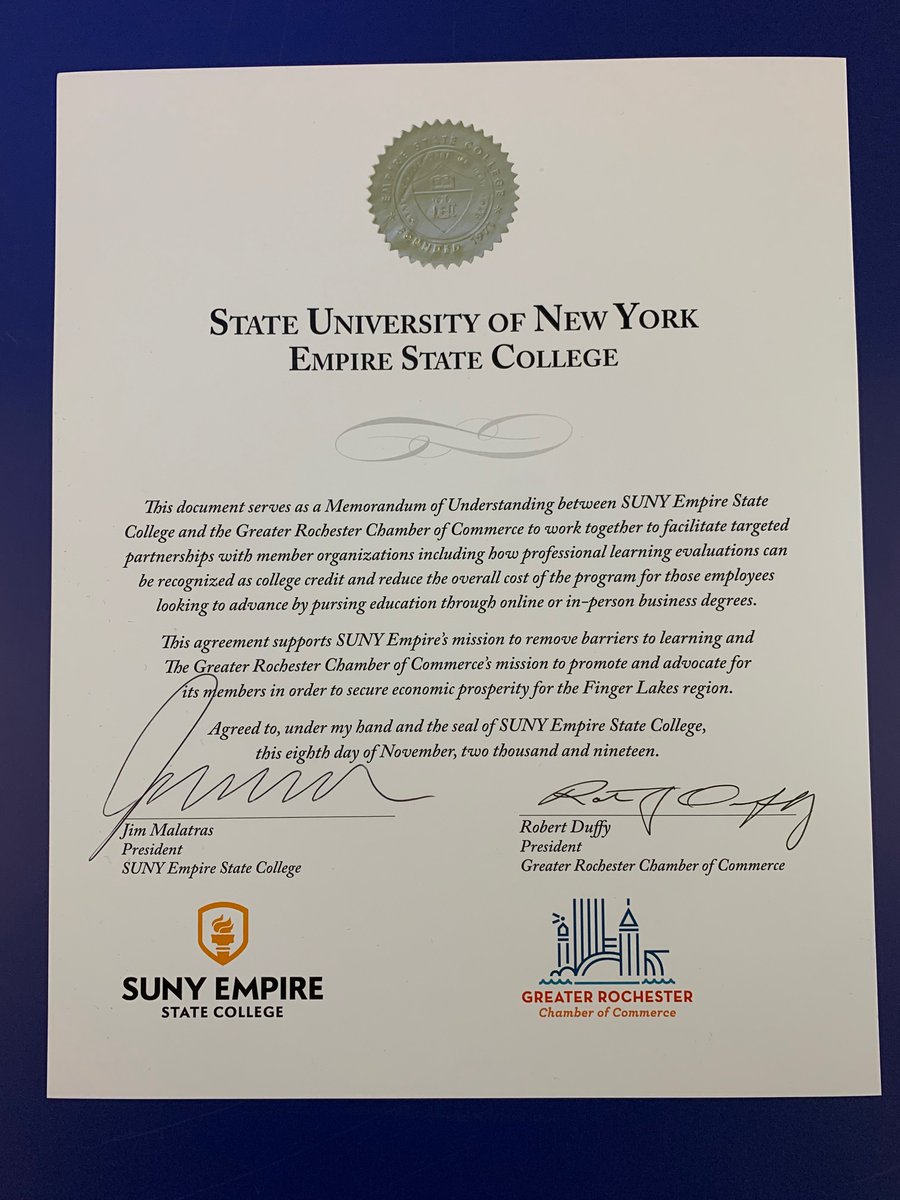 EMPIRE STATE COLLEGE
FOUNDED 1971
STATE UNIVERSITY OF NEW YORK
EMPIRE STATE COLLEGE
This document serves as a Memorandum of Understanding between SUNY Empire State
College and the Greater Rochester Chamber of Commerce to work together to facilitate targeted
partnerships with member organizations including how professional learning evaluations can
be recognized as college credit and reduce the overall cost of the program for those employees
looking to advance by pursing education through online or in-person business degrees.
This agreement supports SUNY Empire's mission to remove barriers to learning and
The Greater Rochester Chamber of Commerce's mission to promote and advocate for
its members in order to secure economic prosperity for the Finger Lakes region.
Agreed to, under my hand and the seal of SUNY Empire State College,
this eighth day of November, two thousand and nineteen.
Jim Malatras
President
SUNY Empire State College
Robert Duffy
President
Greater Rochester Chamber of Commerce
SUNY EMPIRE
STATE COLLEGE
GREATER ROCHESTER
Chamber of Commerce